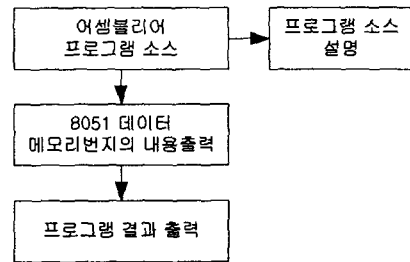 어셈블리어
프로그램 소스
프로그램 소스
설명
8051 데이터
메모리번지의 내용출력
프로그램 결과 출력